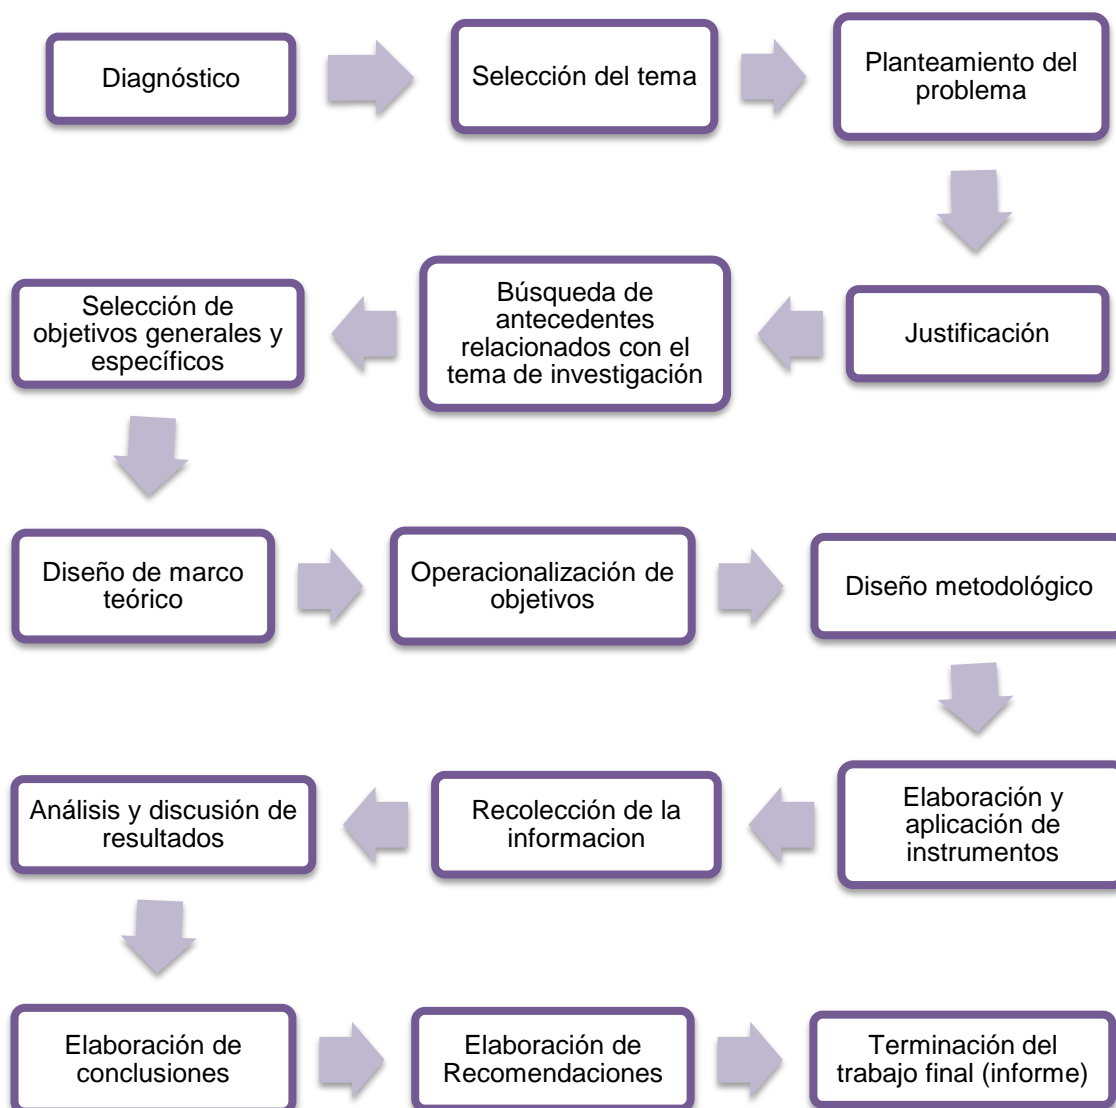 Diagnóstico
Selección del tema
Planteamiento del
problema
Justificación
Búsqueda de
antecedentes
relacionados con el
tema de investigación
Selección de
objetivos generales y
específicos
Diseño de marco
teórico
Operacionalización de
objetivos
Diseño metodológico
Elaboración y
aplicación de
instrumentos
Recolección de la
informacion
Análisis y discusión de
resultados
Elaboración de
conclusiones
Elaboración de
Recomendaciones
Terminación del
trabajo final (informe)